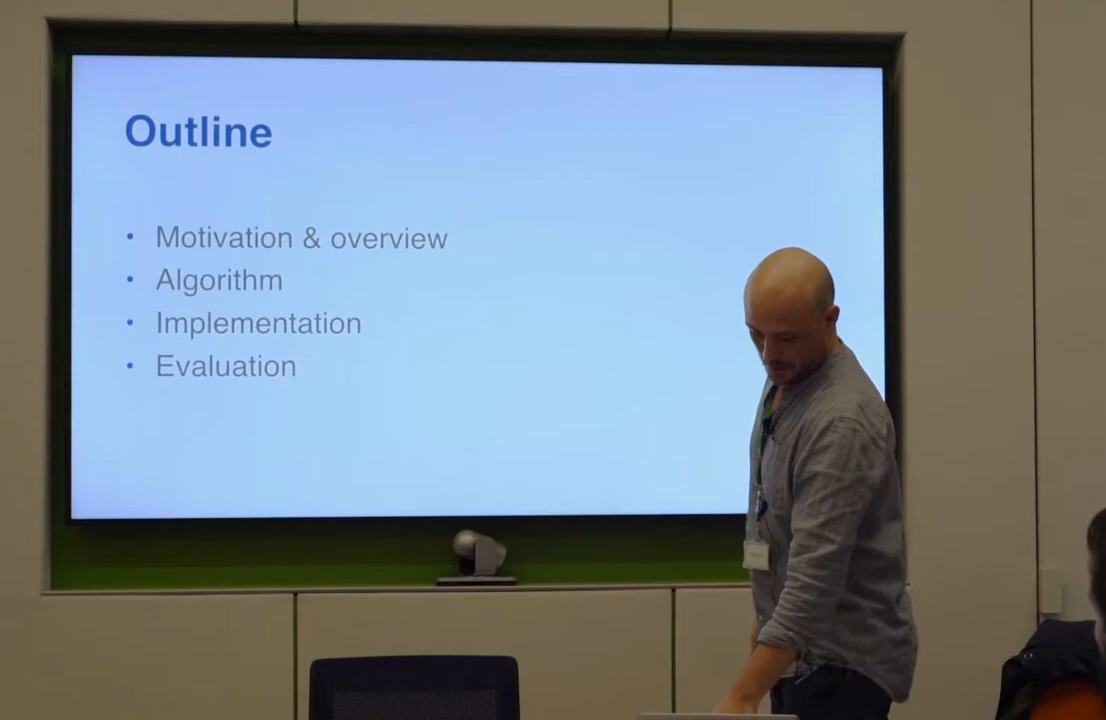 Outline
• Motivation & overview
• Algorithm
• Implementation
• Evaluation